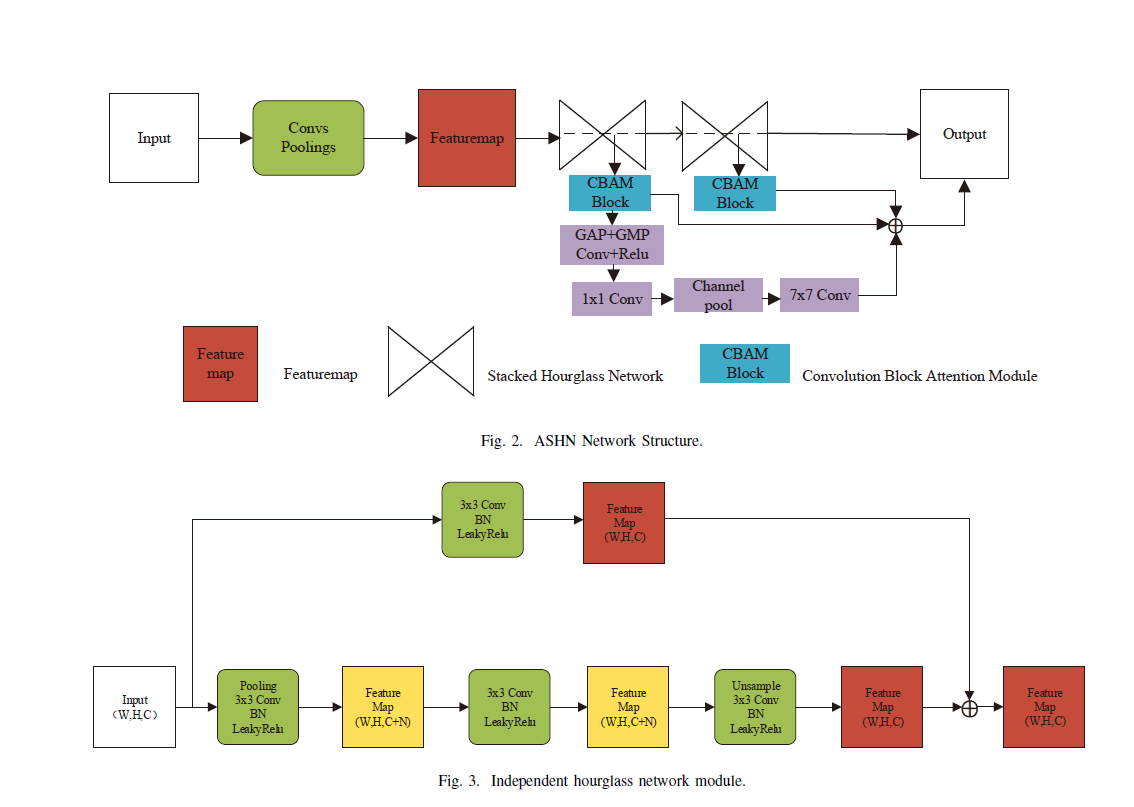 Input
Convs
Poolings
Featuremap
Output
CBAM
Block
CBAM
Block
GAP+GMP
Conv+Relu
1x1 Conv
Channel
pool
7x7 Conv
Feature
map
Featuremap
Stacked Hourglass Network
CBAM
Block
Convolution Block Attention Module
Fig. 2. ASHN Network Structure.
3x3 Conv
BN
LeakyRelu
Feature
Map
(W,H,C)
Input
（W,H,C）
Pooling
3x3 Conv
BN
LeakyRelu
Feature
Map
(W,H,C+N)
3x3 Conv
BN
LeakyRelu
Feature
Map
(W,H,C+N)
Unsample
3x3 Conv
BN
LeakyRelu
Feature
Map
(W,H,C)
Feature
Map
(W,H,C)
Fig. 3. Independent hourglass network module.